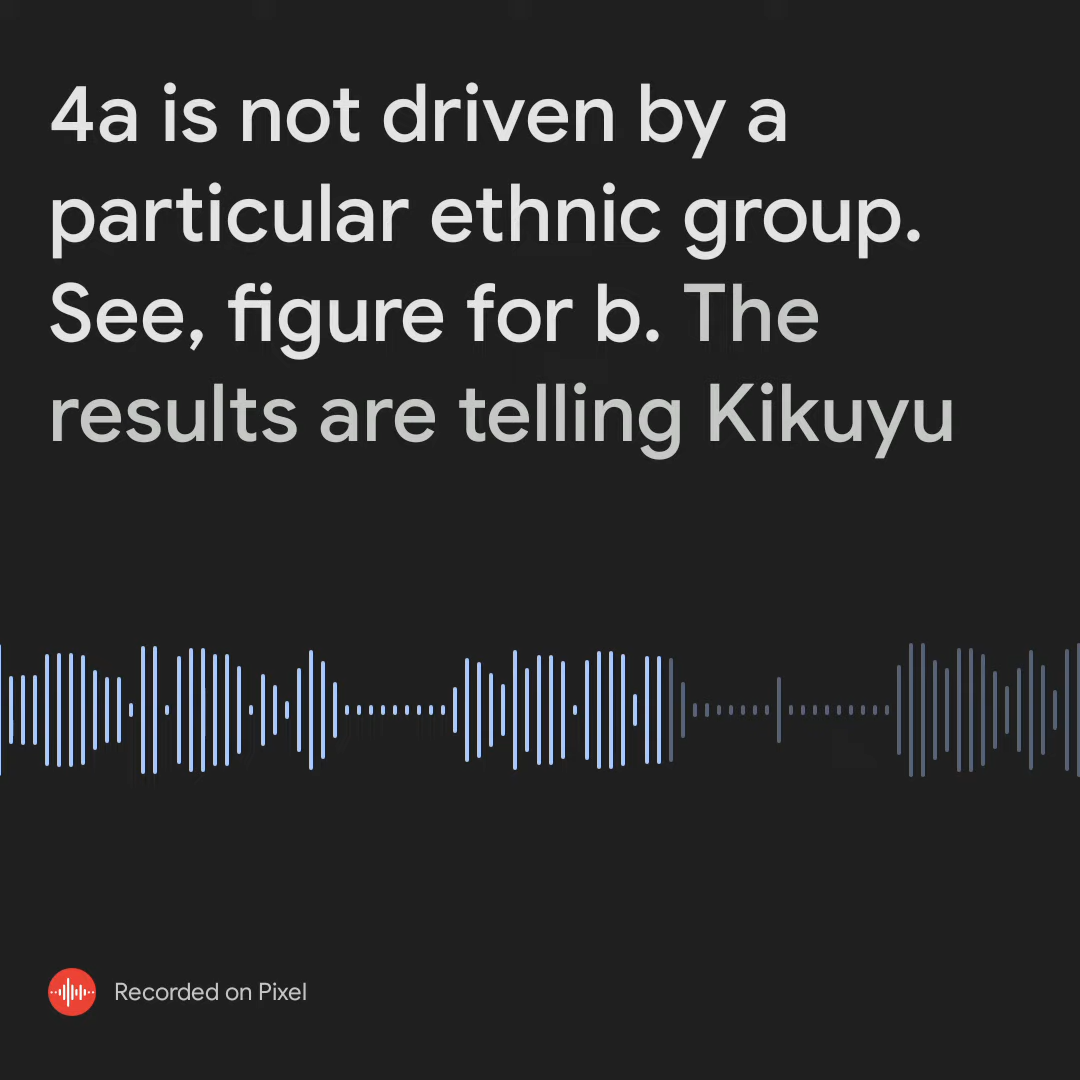 4a is not driven by a
particular ethnic group.
See, figure for b. The
results are telling Kikuyu
Recorded on Pixel